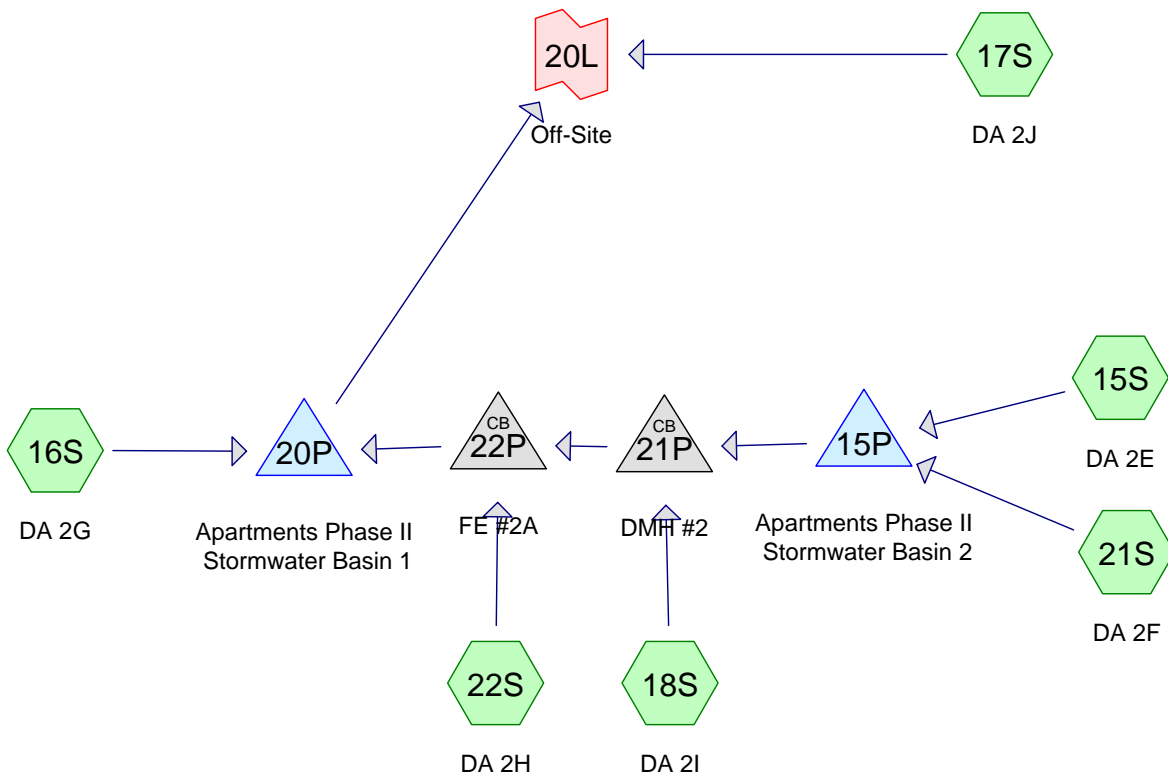 20L
Off-Site
17S
DA 2J
15S
DA 2E
16S
DA 2G
20P
Apartments Phase II
Stormwater Basin 1
CB
22P
FE #2A
CB
21P
DMH #2
15P
Apartments Phase II
Stormwater Basin 2
21S
DA 2F
22S
DA 2H
18S
DA 2I